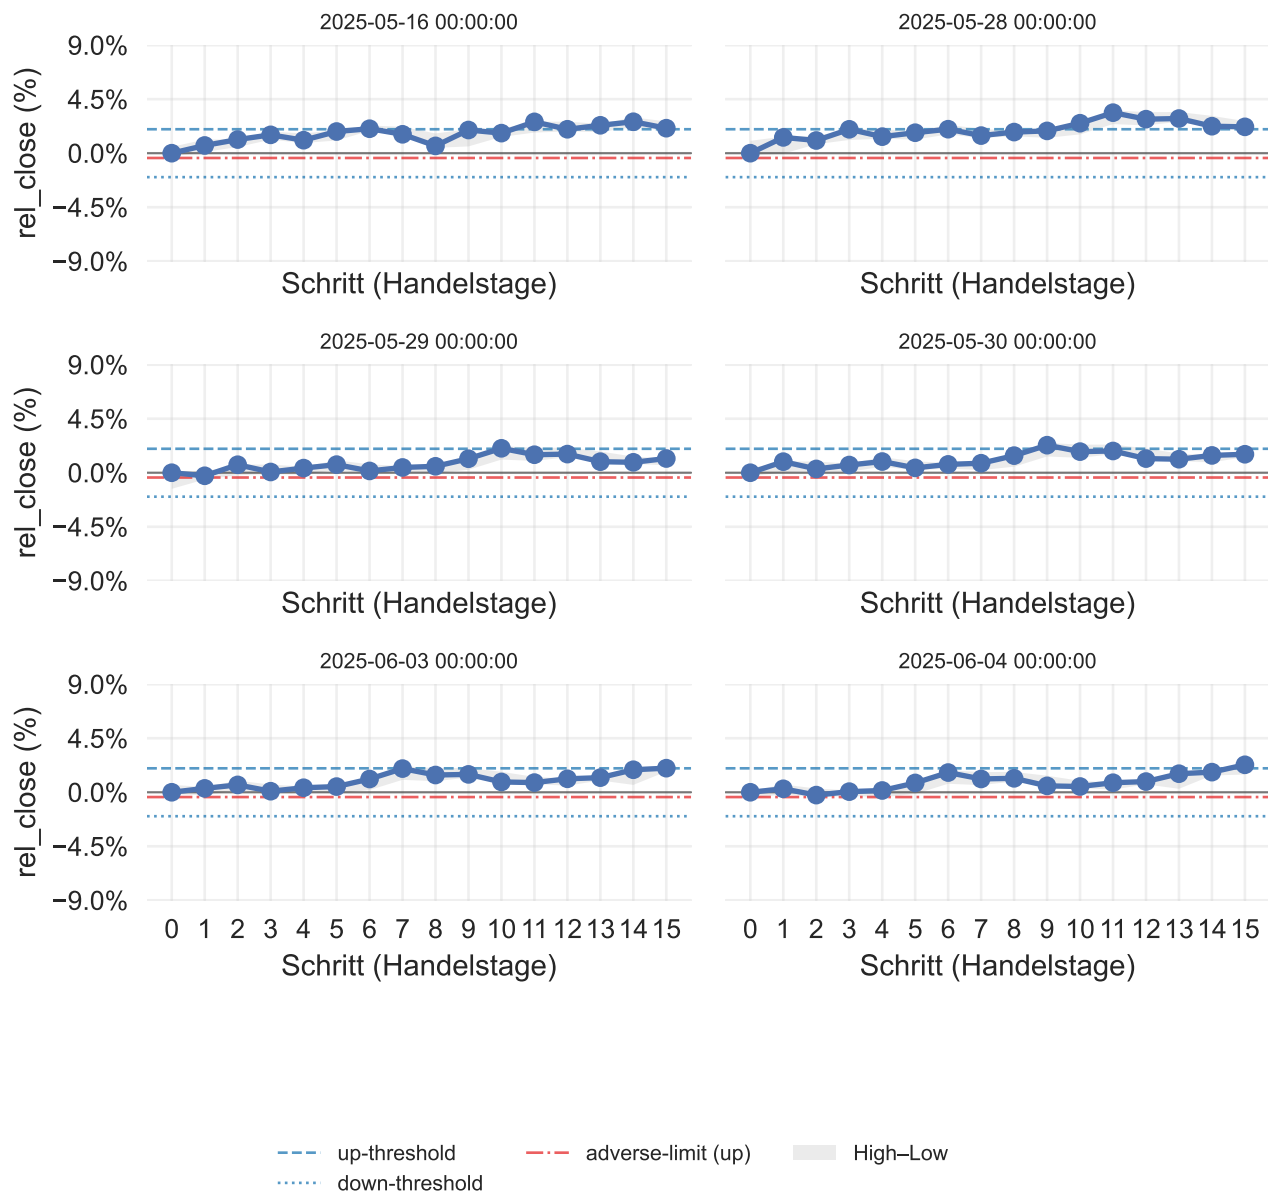 2025-05-16 00:00:00
2025-05-28 00:00:00
9.0%
4.5%
0.0%
−4.5%
−9.0%
rel_close (%)
Schritt (Handelstage)
Schritt (Handelstage)
2025-05-29 00:00:00
2025-05-30 00:00:00
9.0%
4.5%
0.0%
−4.5%
−9.0%
rel_close (%)
Schritt (Handelstage)
Schritt (Handelstage)
2025-06-03 00:00:00
2025-06-04 00:00:00
9.0%
4.5%
0.0%
−4.5%
−9.0%
rel_close (%)
0 1 2 3 4 5 6 7 8 9 10 11 12 13 14 15
0 1 2 3 4 5 6 7 8 9 10 11 12 13 14 15
Schritt (Handelstage)
Schritt (Handelstage)
up-threshold
down-threshold
adverse-limit (up)
High–Low